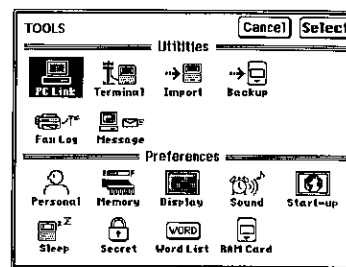 TOOLS Cancel Select
Utilities
PC Link Terminal Import Backup
Fax Log Message
Preferences
Personal Memory Display Sound Start-up
z Z
WORD
Sleep Secret Word List RAM Card